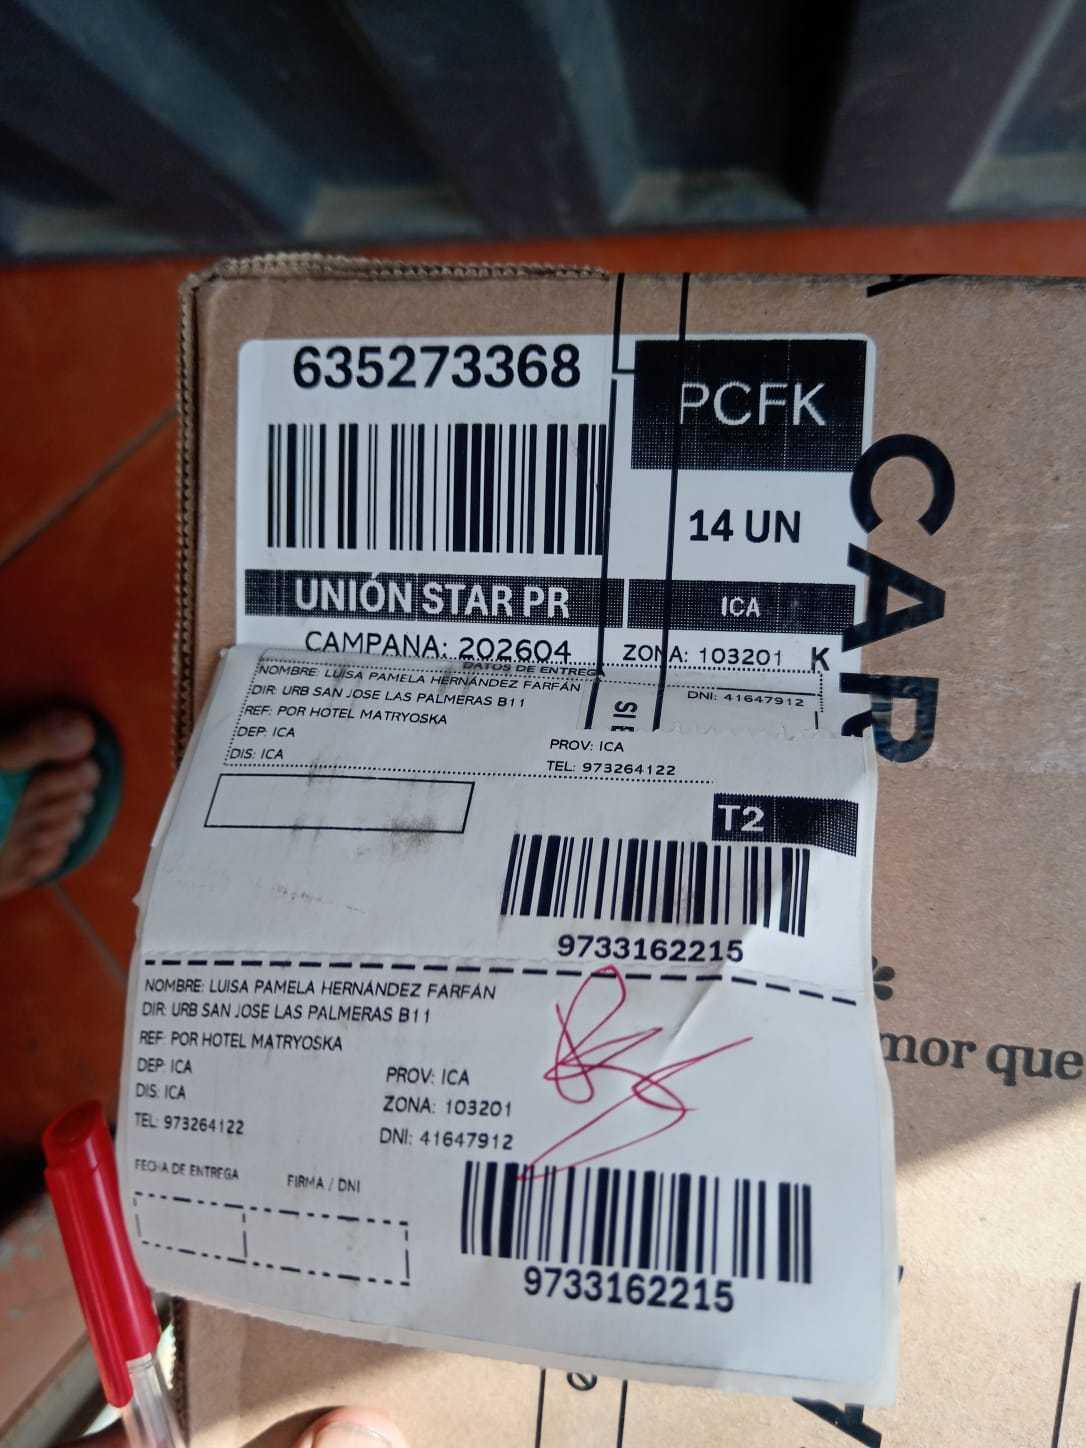 635273368
PCFK
14 UN
UNIÓN STAR PR
ICA
CAMPANA: 202604
ZONA: 103201
K
DATOS DE ENTREGA
NOMBRE: LUISA PAMELA HERNÁNDEZ FARFÁN
DNI: 41647912
DIR: URB SAN JOSE LAS PALMERAS B11
REF: POR HOTEL MATRYOSKA
DEP: ICA
PROV: ICA
DIS: ICA
TEL: 973264122
T2
9733162215
NOMBRE: LUISA PAMELA HERNÁNDEZ FARFÁN
DIR: URB SAN JOSE LAS PALMERAS B11
REF: POR HOTEL MATRYOSKA
DEP: ICA
PROV: ICA
DIS: ICA
ZONA: 103201
TEL: 973264122
DNI: 41647912
FECHA DE ENTREGA
FIRMA / DNI
9733162215
CAR
mor que